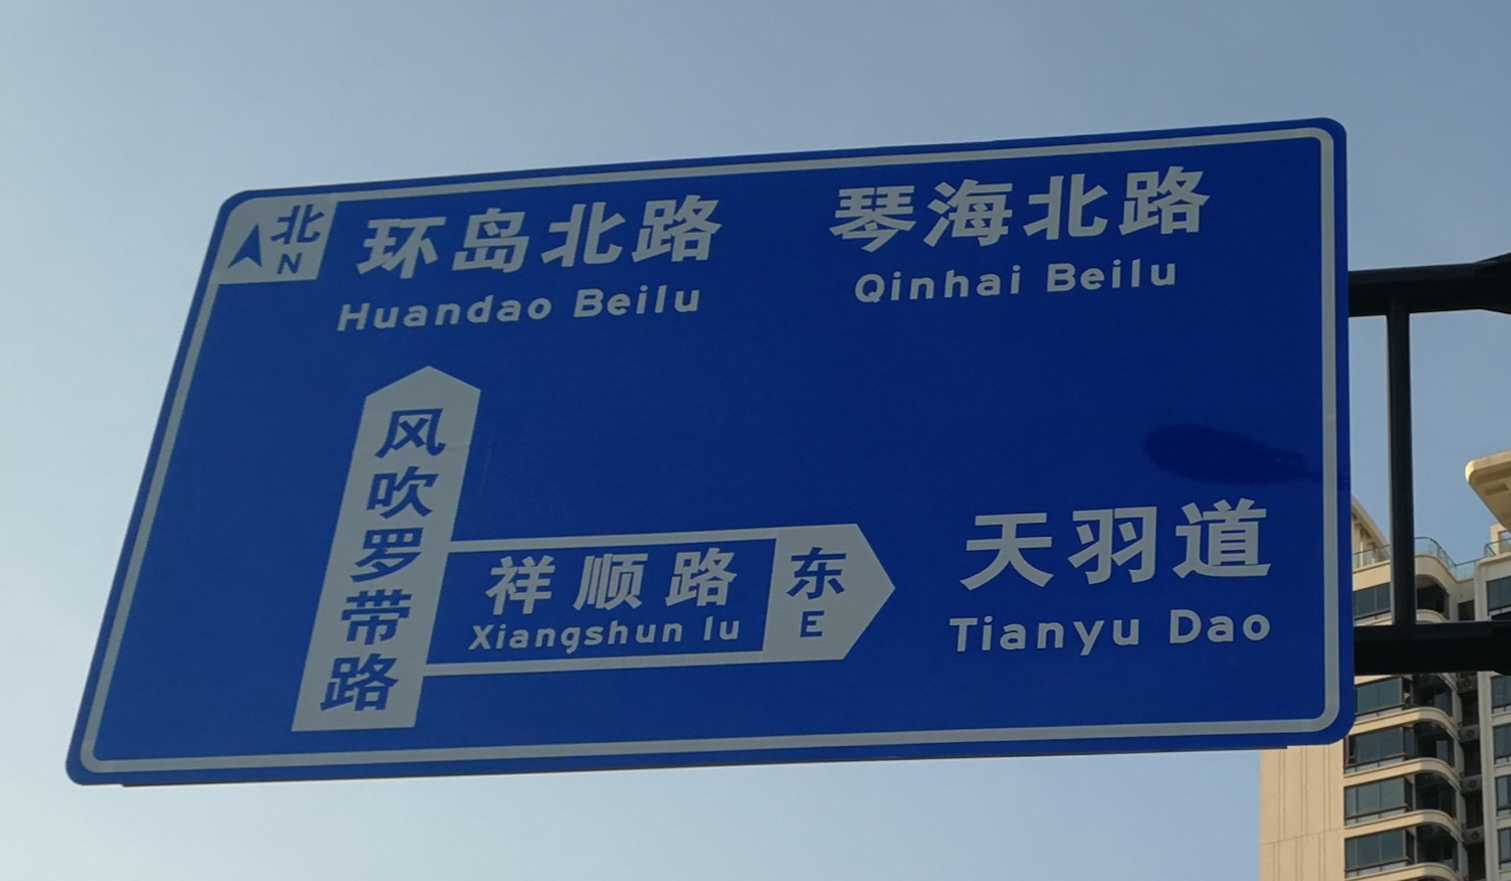 北
N
环岛北路 琴海北路
Huandao Beilu Qinhai Beilu
风吹罗带路
祥顺路 东 天羽道
Xiangshun lu E Tianyu Dao